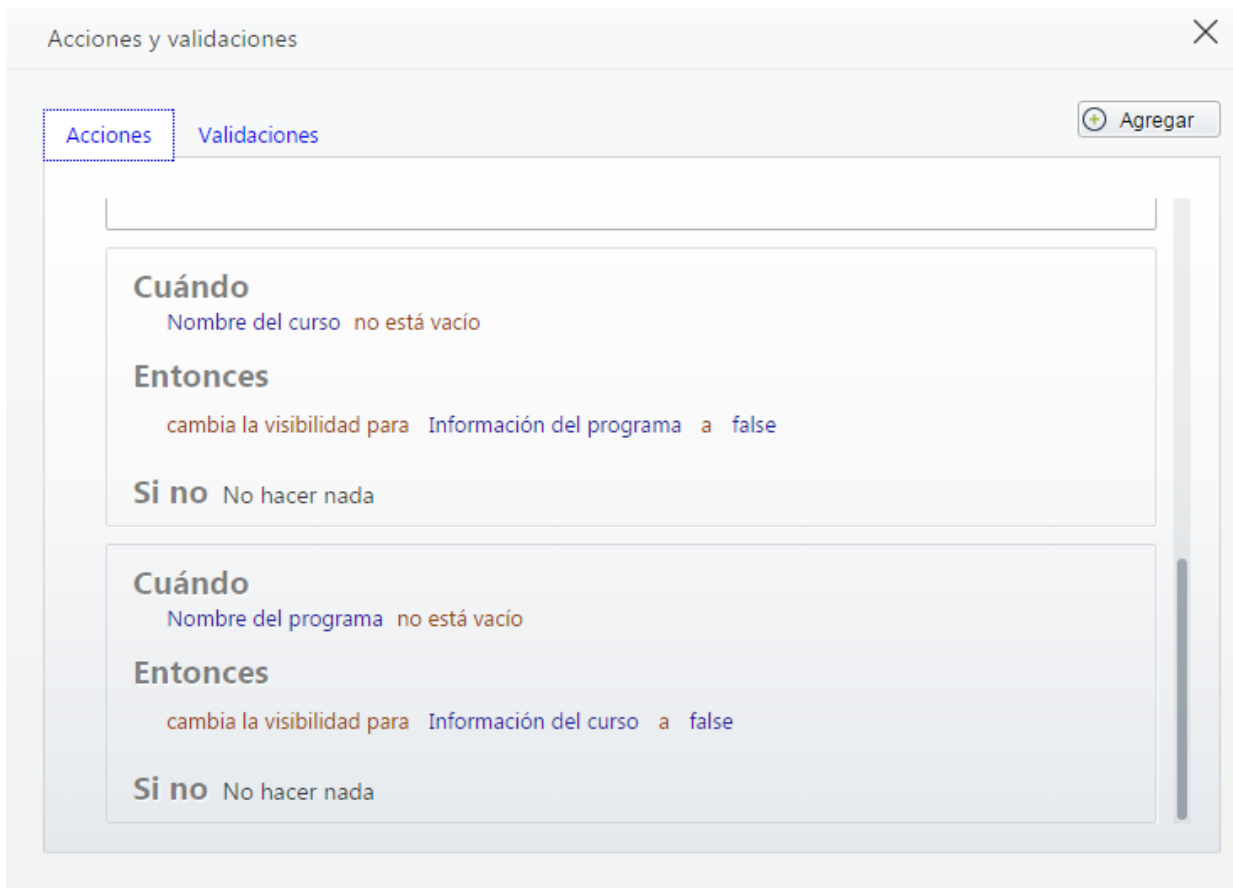 Acciones y validaciones
Agregar
Acciones Validaciones
Cuándo
Nombre del curso no está vacío
Entonces
cambia la visibilidad para Información del programa a false
Si no No hacer nada
Cuándo
Nombre del programa no está vacío
Entonces
cambia la visibilidad para Información del curso a false
Si no No hacer nada